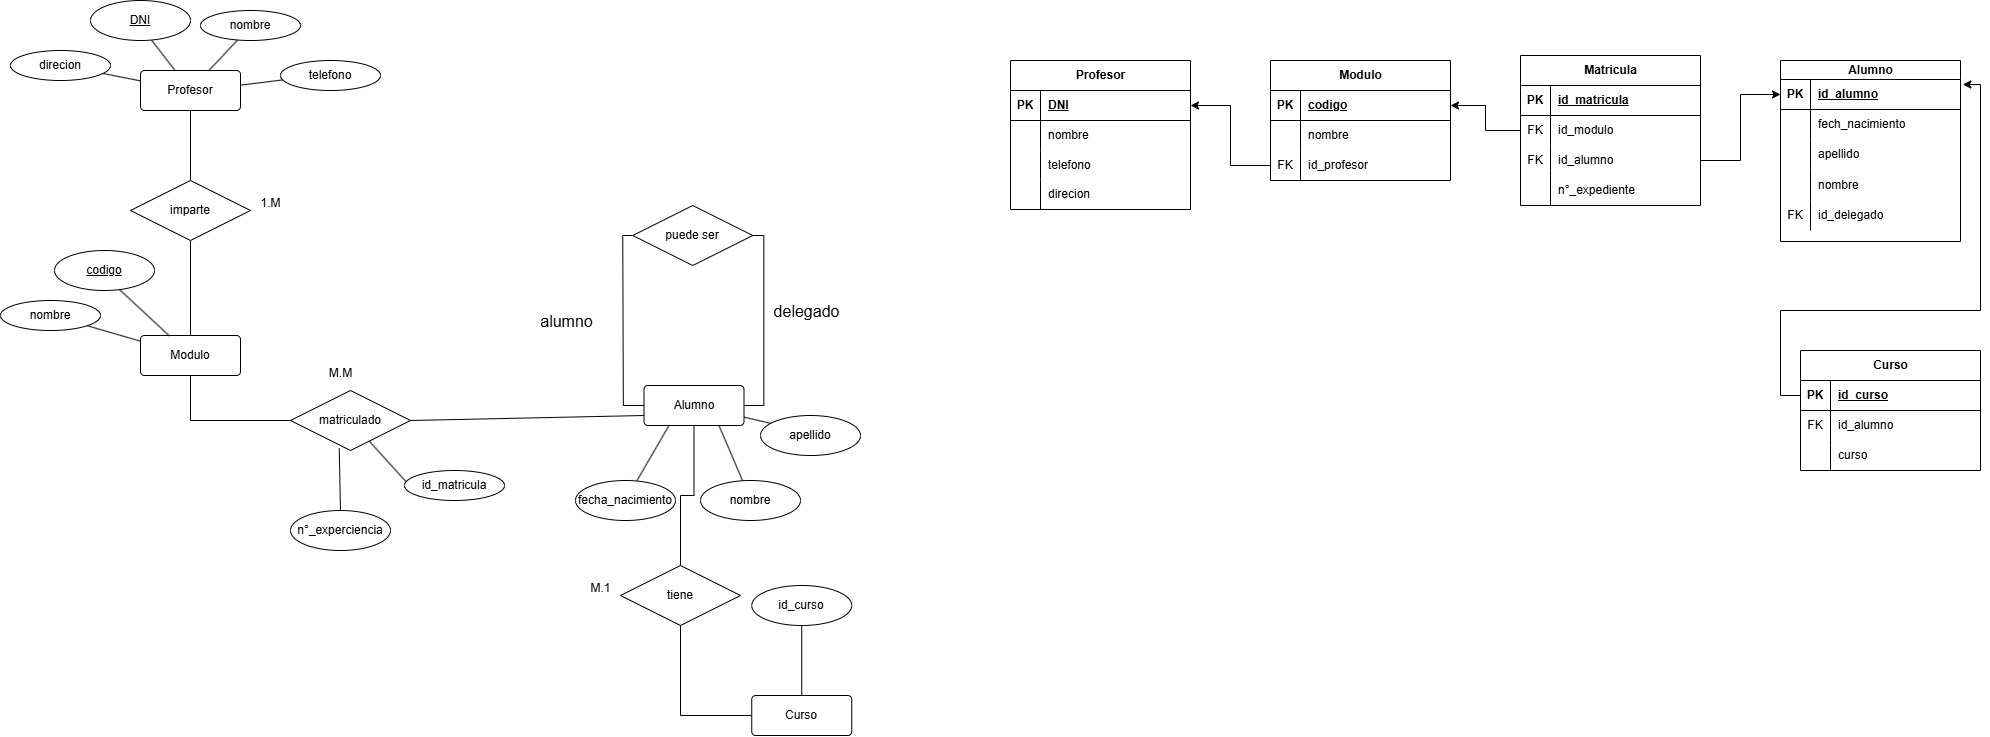 DNI
nombre
direcion
telefono
Profesor
imparte
1.M
codigo
nombre
Modulo
M.M
matriculado
id_matricula
n°_experciencia
puede ser
alumno
delegado
Alumno
apellido
fecha_nacimiento
nombre
M.1
tiene
id_curso
Curso
Profesor
PK DNI
nombre
telefono
direcion
Modulo
PK codigo
nombre
FK id_profesor
Matricula
PK id_matricula
FK id_modulo
FK id_alumno
n°_expediente
Alumno
PK id_alumno
fech_nacimiento
apellido
nombre
FK id_delegado
Curso
PK id_curso
FK id_alumno
curso